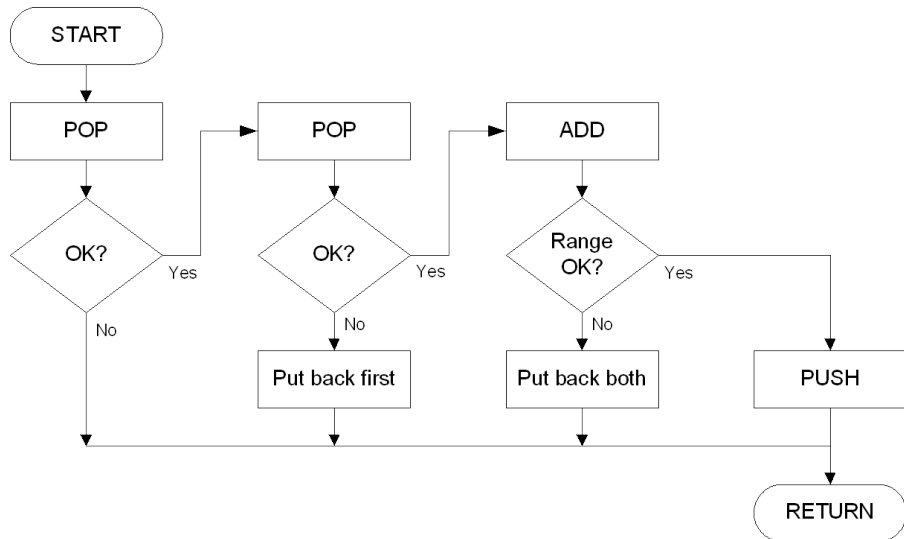 START
POP
POP
ADD
OK?
Yes
OK?
Yes
Range
OK?
Yes
No
No
No
Put back first
Put back both
PUSH
RETURN